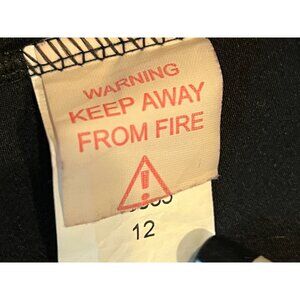 WARNING
KEEP AWAY
FROM FIRE
12